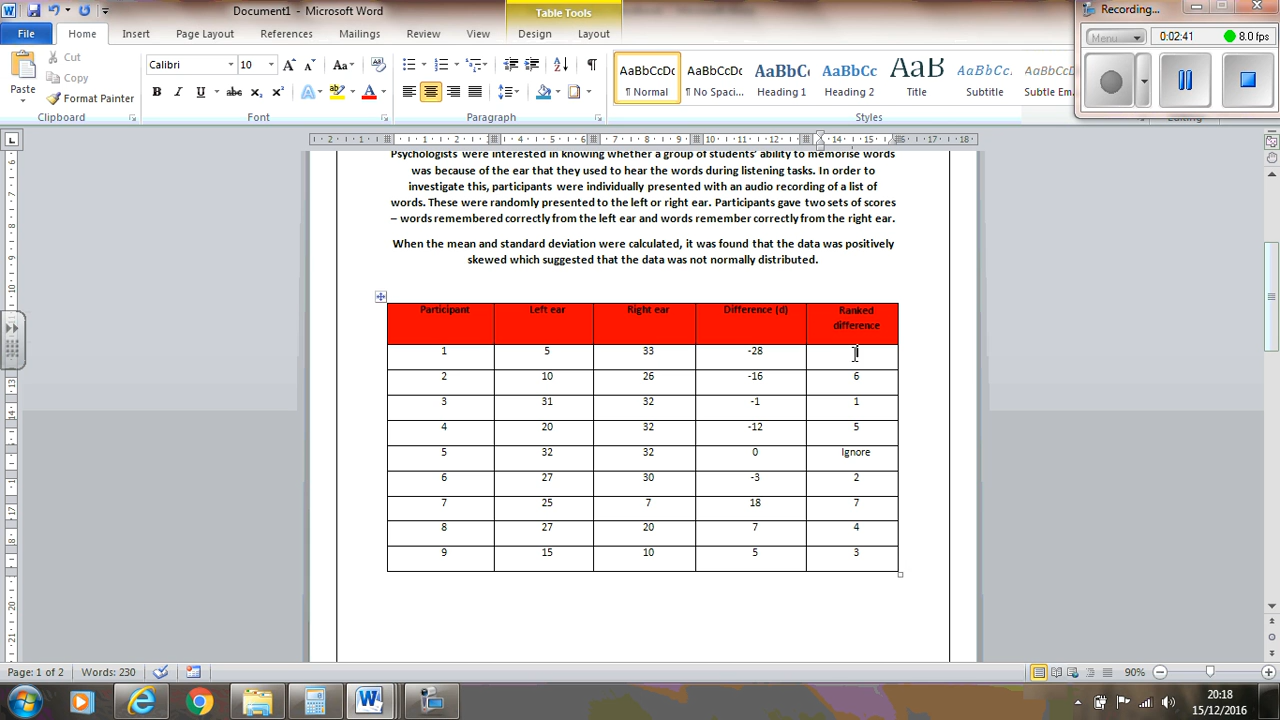 Document1 - Microsoft Word
Table Tools
Recording...
File Home Insert Page Layout References Mailings Review View Design Layout
Menu 0:02:41 8.0 fps
Paste
Cut
Copy
Format Painter
Clipboard
Calibri 10
Font
Paragraph
AaBbCcDc AaBbCcDc AaBbCc AaBbCc AaB AaBbCc. AaBbCcD
¶ Normal ¶ No Spaci... Heading 1 Heading 2 Title Subtitle Subtle Em
Styles
Editing
Psychologists were interested in knowing whether a group of students’ ability to memorise words
was because of the ear that they used to hear the words during listening tasks. In order to
investigate this, participants were individually presented with an audio recording of a list of
words. These were randomly presented to the left or right ear. Participants gave two sets of scores
– words remembered correctly from the left ear and words remember correctly from the right ear.
When the mean and standard deviation were calculated, it was found that the data was positively
skewed which suggested that the data was not normally distributed.
Participant Left ear Right ear Difference (d) Ranked
difference
1 5 33 -28
2 10 26 -16 6
3 31 32 -1 1
4 20 32 -12 5
5 32 32 0 Ignore
6 27 30 -3 2
7 25 7 18 7
8 27 20 7 4
9 15 10 5 3
Page: 1 of 2 Words: 230 90%
20:18
15/12/2016